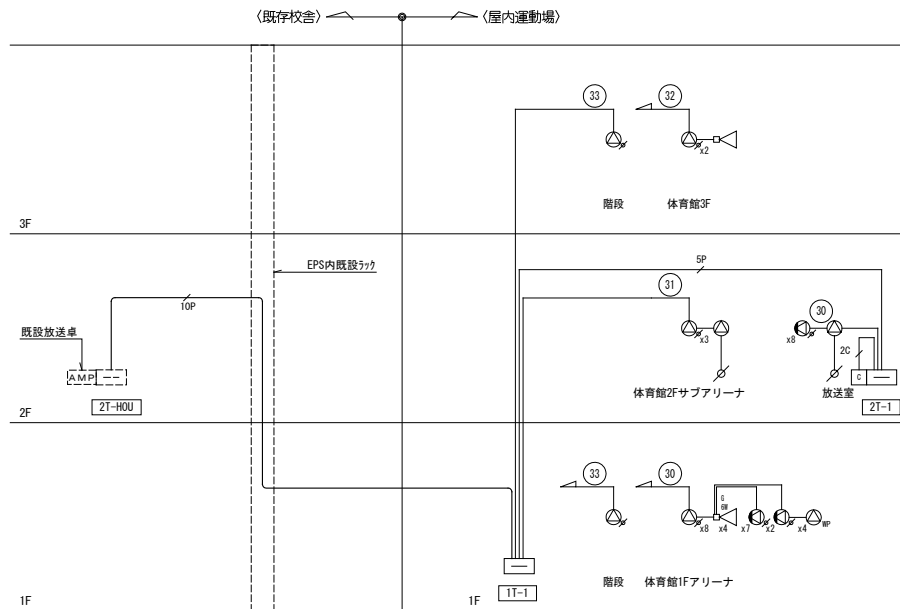 〈既存校舎〉
〈屋内運動場〉
33
32
x2
階段
体育館3F
3F
EPS内既設ラック
5P
10P
31
30
既設放送卓
x3
x8
2C
AMP
C
体育館2Fサブアリーナ
放送室
2T-HOU
2T-1
2F
33
30
G
6W
x8
x4
x7
x2
x4
WP
階段
体育館1Fアリーナ
1T-1
1F
1F